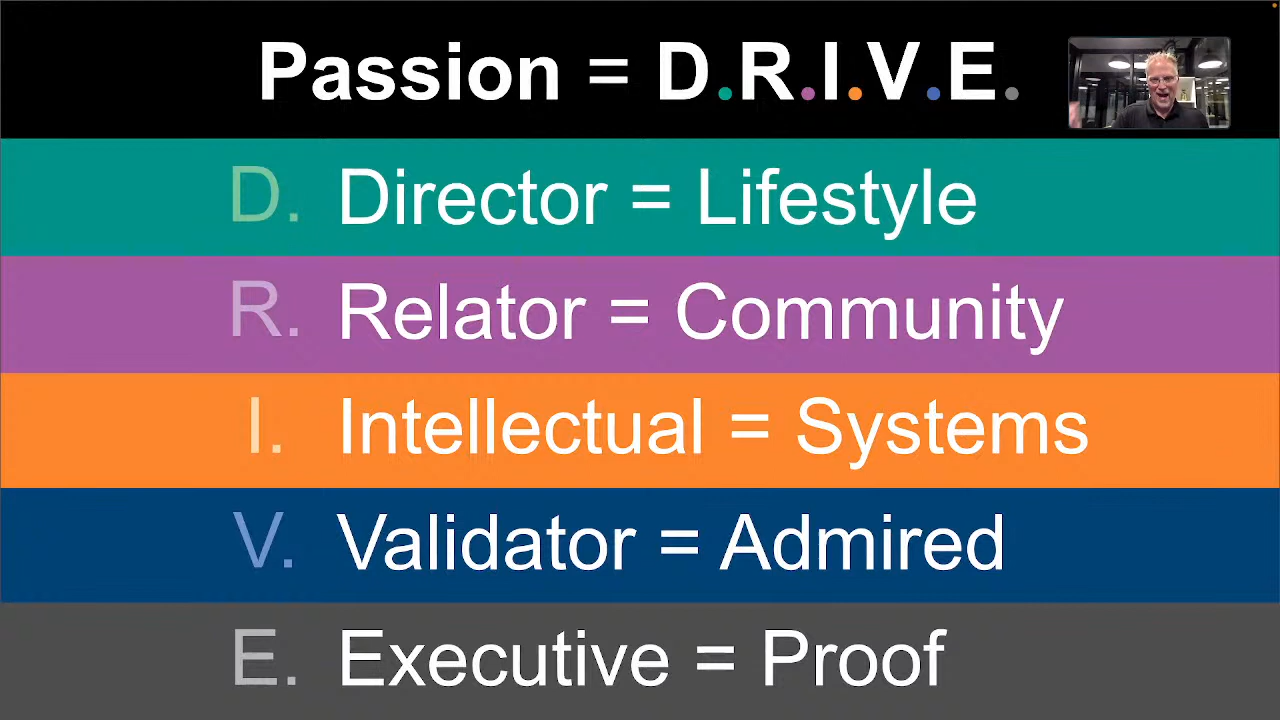 Passion = D.R.I.V.E.
D. Director = Lifestyle
R. Relator = Community
I. Intellectual = Systems
V. Validator = Admired
E. Executive = Proof